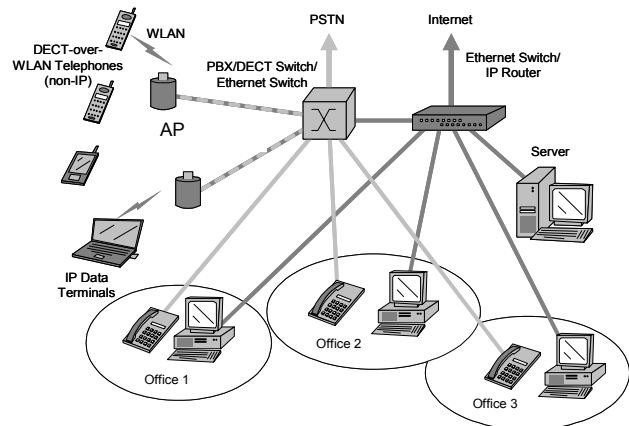 PSTN
Internet
DECT-over-
WLAN Telephones
(non-IP)
WLAN
PBX/DECT Switch/
Ethernet Switch
Ethernet Switch/
IP Router
AP
Server
IP Data
Terminals
Office 1
Office 2
Office 3